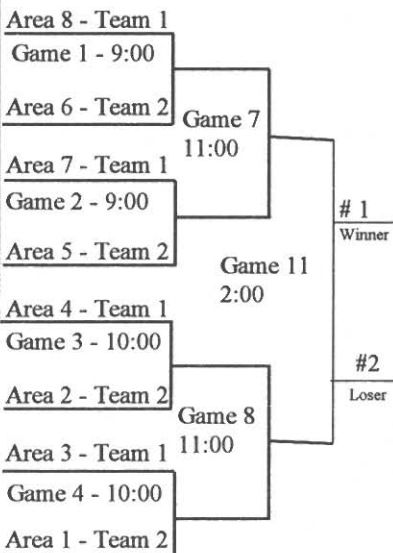 Area 8 - Team 1
Game 1 - 9:00
Area 6 - Team 2
Game 7
11:00
Area 7 - Team 1
Game 2 - 9:00
Area 5 - Team 2
# 1
Winner
Game 11
2:00
Area 4 - Team 1
Game 3 - 10:00
Area 2 - Team 2
#2
Loser
Game 8
11:00
Area 3 - Team 1
Game 4 - 10:00
Area 1 - Team 2